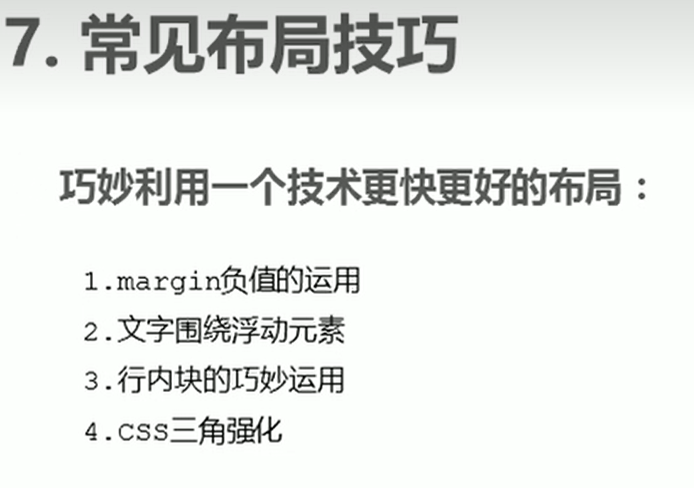 7. 常见布局技巧
巧妙利用一个技术更快更好的布局：
1.margin负值的运用
2.文字围绕浮动元素
3.行内块的巧妙运用
4.CSS三角强化